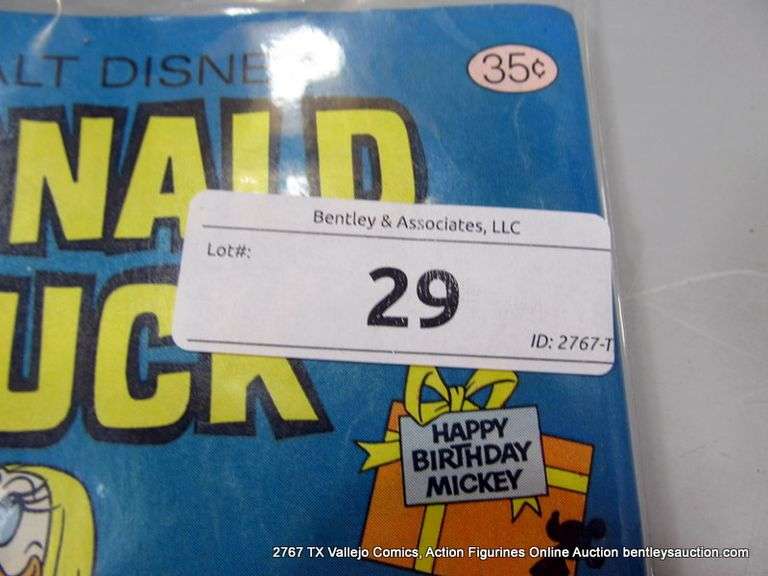 ALT DISNE
35¢
NALD
UCK
Bentley & Associates, LLC
Lot#:
29
ID: 2767-T
HAPPY
BIRTHDAY
MICKEY
2767 TX Vallejo Comics, Action Figurines Online Auction bentleysauction.com